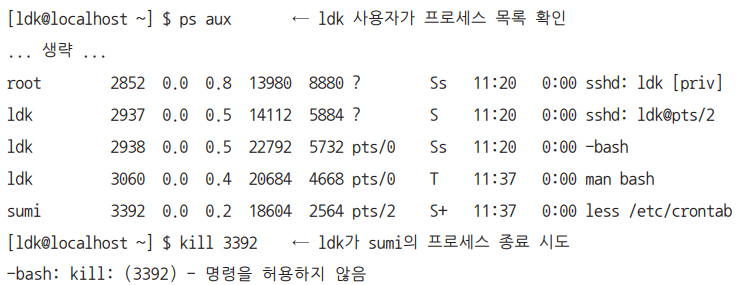 [ldk@localhost ~] $ ps aux ← ldk 사용자가 프로세스 목록 확인
... 생략 ...
root 2852 0.0 0.8 13980 8880 ? Ss 11:20 0:00 sshd: ldk [priv]
ldk 2937 0.0 0.5 14112 5884 ? S 11:20 0:00 sshd: ldk@pts/2
ldk 2938 0.0 0.5 22792 5732 pts/0 Ss 11:20 0:00 -bash
ldk 3060 0.0 0.4 20684 4668 pts/0 T 11:37 0:00 man bash
sumi 3392 0.0 0.2 18604 2564 pts/2 S+ 11:37 0:00 less /etc/crontab
[ldk@localhost ~] $ kill 3392 ← ldk가 sumi의 프로세스 종료 시도
-bash: kill: (3392) - 명령을 허용하지 않음